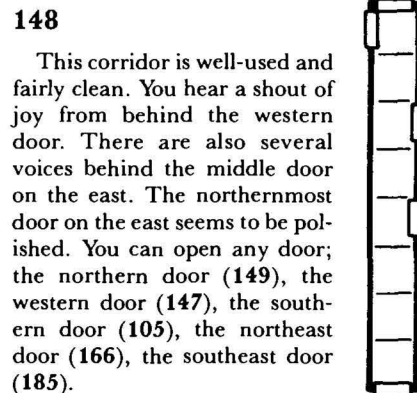 148
This corridor is well-used and
fairly clean. You hear a shout of
joy from behind the western
door. There are also several
voices behind the middle door
on the east. The northernmost
door on the east seems to be pol-
ished. You can open any door;
the northern door (149), the
western door (147), the south-
ern door (105), the northeast
door (166), the southeast door
(185).